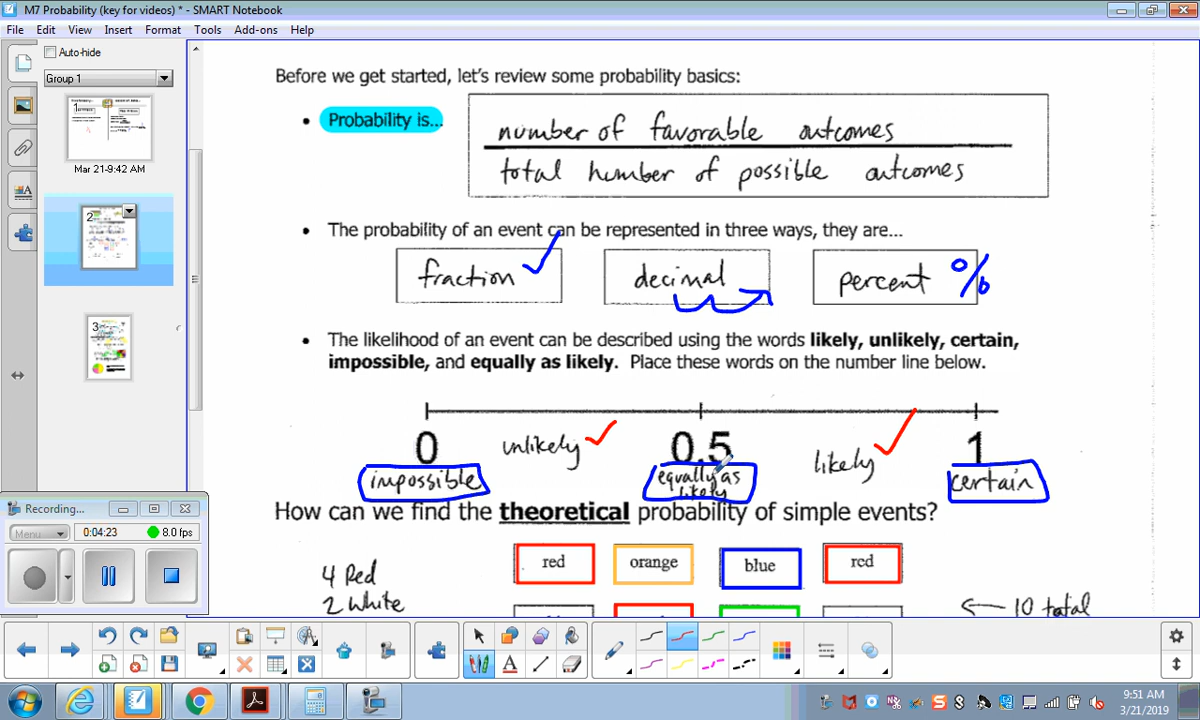 M7 Probability (key for videos) * - SMART Notebook
File Edit View Insert Format Tools Add-ons Help
Auto-hide
Group 1
1
Mar 21-9:42 AM
2
3
Before we get started, let's review some probability basics:
• Probability is...
number of favorable outcomes
total number of possible outcomes
• The probability of an event can be represented in three ways, they are...
fraction decimal percent %
• The likelihood of an event can be described using the words likely, unlikely, certain,
impossible, and equally as likely. Place these words on the number line below.
0 unlikely 0.5 likely 1
impossible equally as likely certain
How can we find the theoretical probability of simple events?
red orange blue red
4 Red
2 White
← 10 total
Recording...
Menu 0:04:23 8.0 fps
9:51 AM
3/21/2019